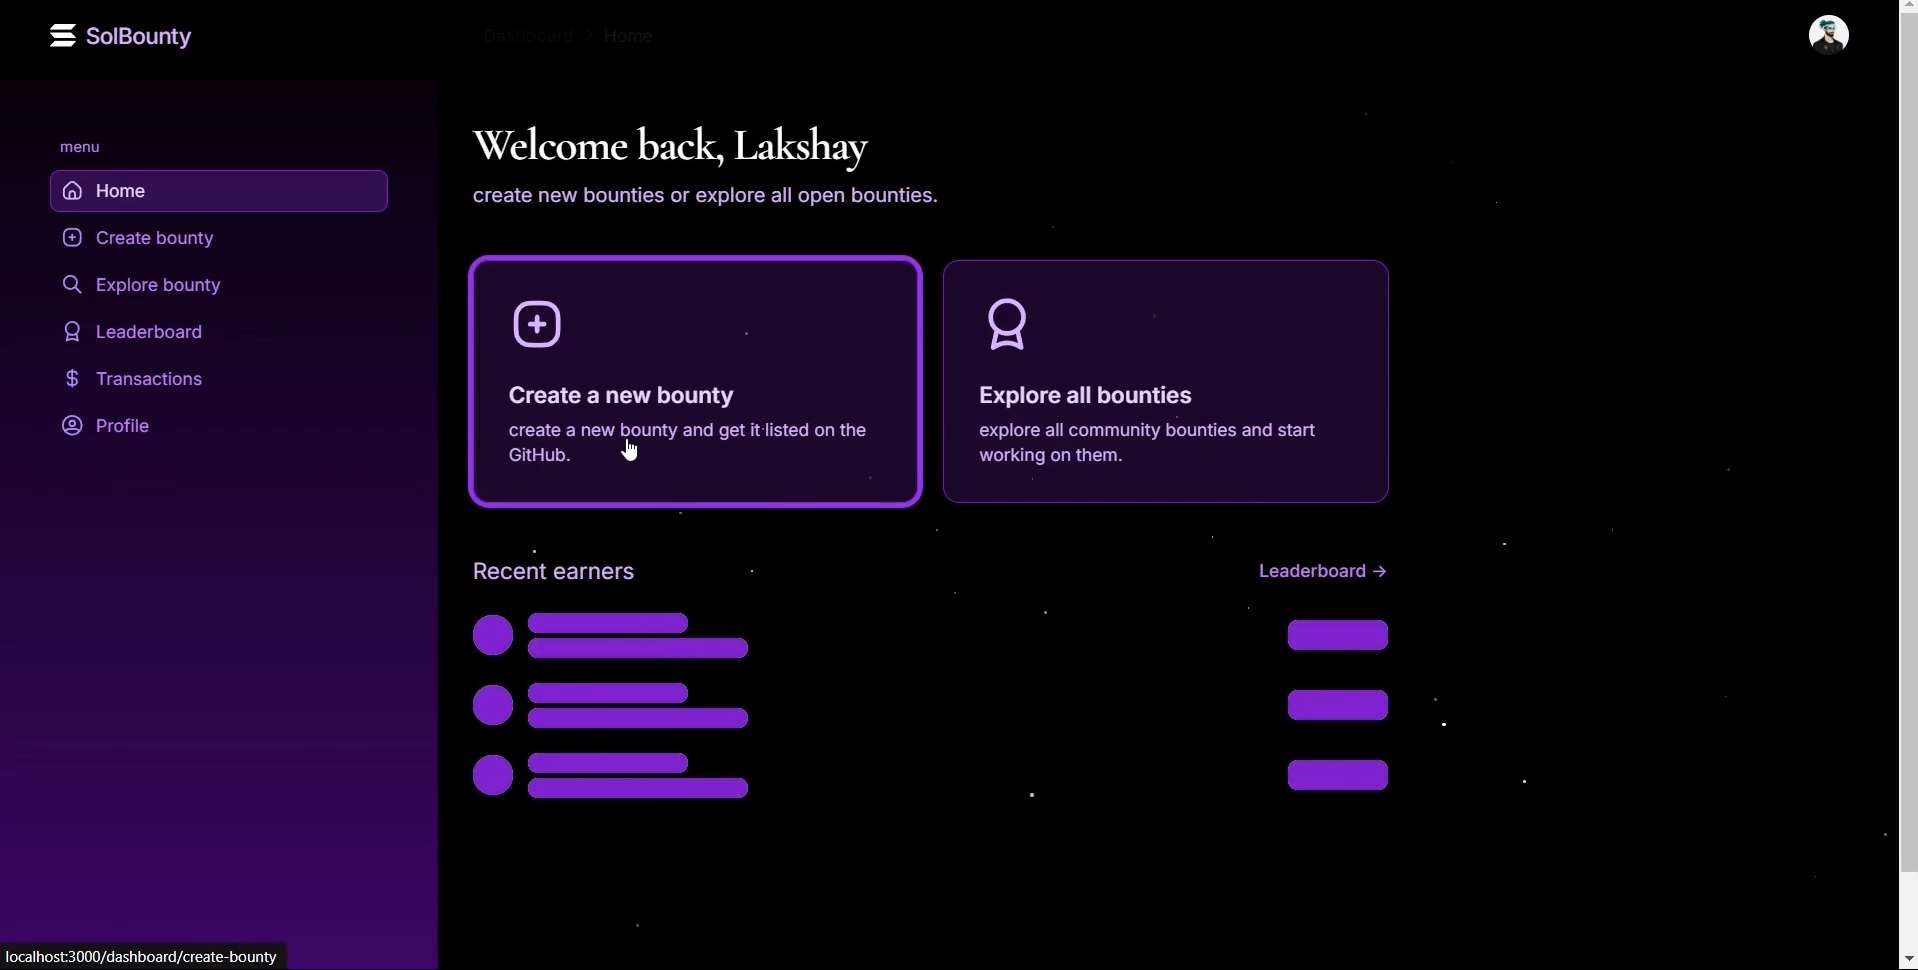 SolBounty
Dashboard > Home
menu
Home
Create bounty
Explore bounty
Leaderboard
$ Transactions
Profile
Welcome back, Lakshay
create new bounties or explore all open bounties.
Create a new bounty
create a new bounty and get it listed on the
GitHub.
Explore all bounties
explore all community bounties and start
working on them.
Recent earners
Leaderboard →
localhost:3000/dashboard/create-bounty